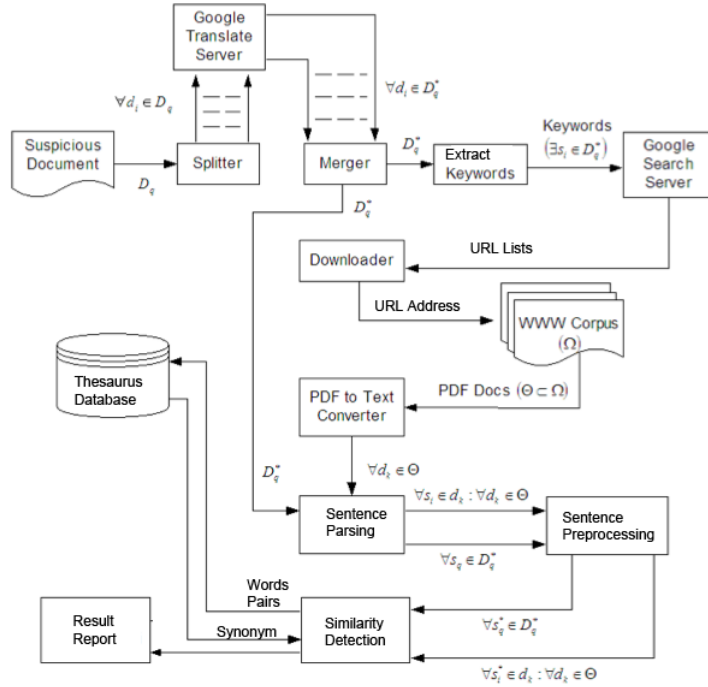 Google
Translate
Server
∀d_i ∈ D_q
∀d_i ∈ D_q^*
Suspicious
Document
D_q
Splitter
Merger
D_q^*
Extract
Keywords
Keywords
(∃s_i ∈ D_q^*)
Google
Search
Server
D_q^*
URL Lists
Downloader
URL Address
WWW Corpus
(Ω)
Thesaurus
Database
PDF to Text
Converter
PDF Docs (Θ ⊂ Ω)
D_q^*
∀d_k ∈ Θ
Sentence
Parsing
∀s_i ∈ d_k : ∀d_k ∈ Θ
∀s_q ∈ D_q^*
Sentence
Preprocessing
Words
Pairs
Result
Report
Synonym
Similarity
Detection
∀s_q^* ∈ D_q^*
∀s_i^* ∈ d_k : ∀d_k ∈ Θ